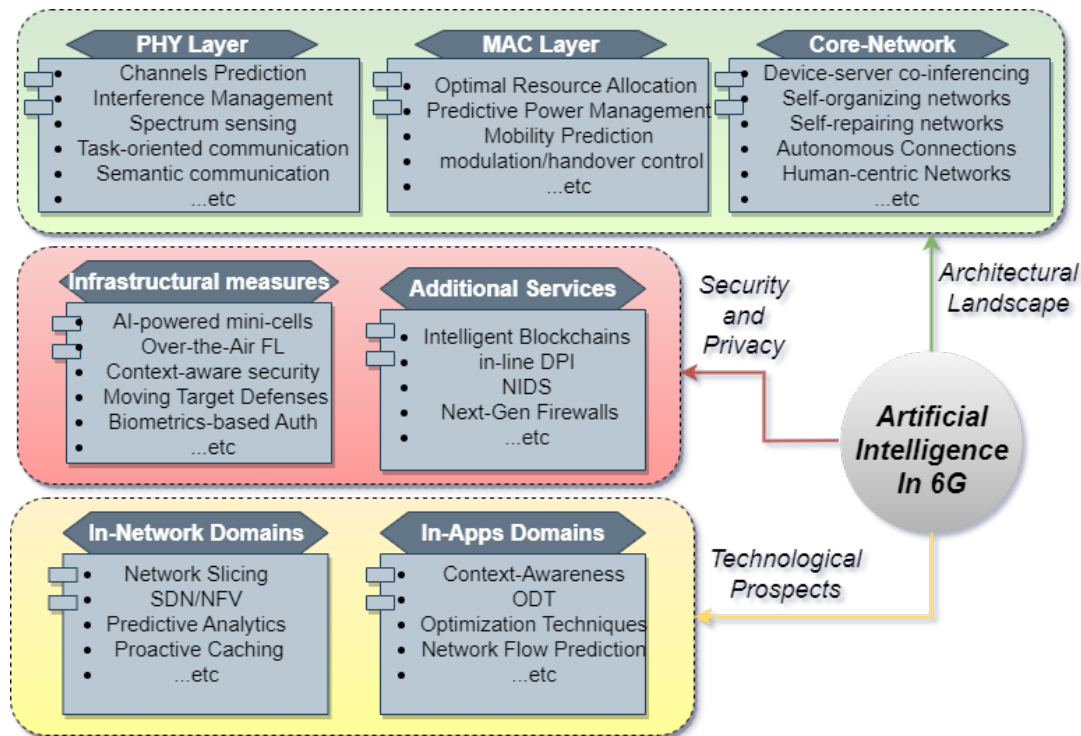 PHY Layer
• Channels Prediction
• Interference Management
• Spectrum sensing
• Task-oriented communication
• Semantic communication
• ...etc
MAC Layer
• Optimal Resource Allocation
• Predictive Power Management
• Mobility Prediction
• modulation/handover control
• ...etc
Core-Network
• Device-server co-inferencing
• Self-organizing networks
• Self-repairing networks
• Autonomous Connections
• Human-centric Networks
• ...etc
Infrastructural measures
• AI-powered mini-cells
• Over-the-Air FL
• Context-aware security
• Moving Target Defenses
• Biometrics-based Auth
• ...etc
Additional Services
• Intelligent Blockchains
• in-line DPI
• NIDS
• Next-Gen Firewalls
• ...etc
Security
and
Privacy
Architectural
Landscape
Artificial
Intelligence
In 6G
In-Network Domains
• Network Slicing
• SDN/NFV
• Predictive Analytics
• Proactive Caching
• ...etc
In-Apps Domains
• Context-Awareness
• ODT
• Optimization Techniques
• Network Flow Prediction
• ...etc
Technological
Prospects